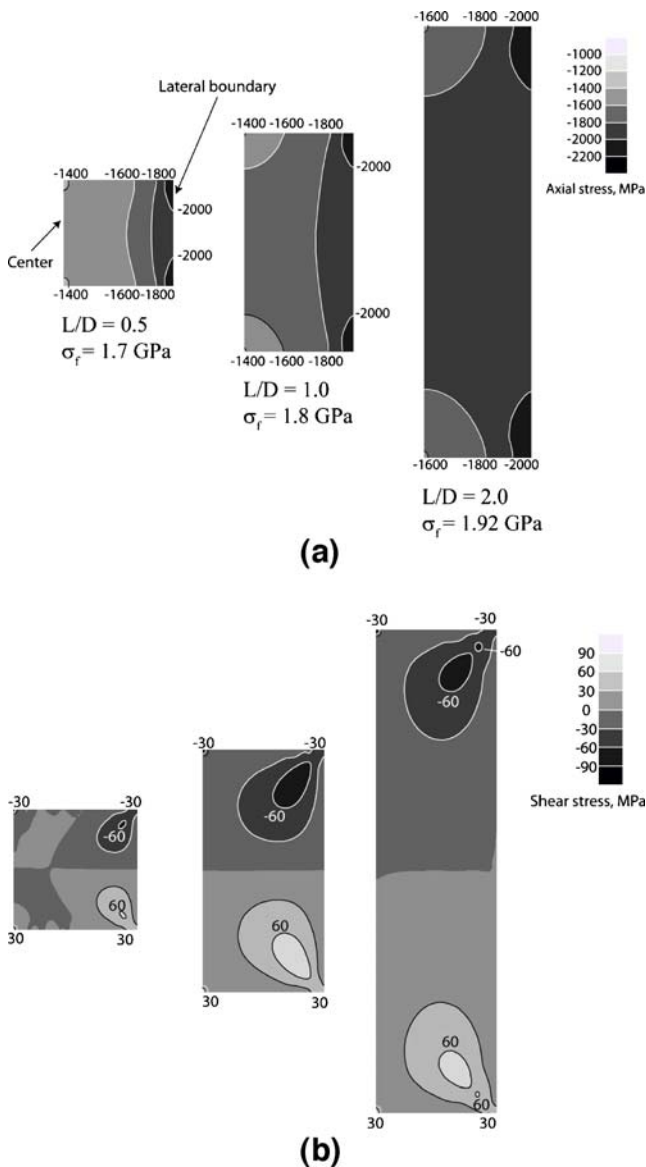 -1600 -1800 -2000
-1000
-1200
-1400
-1600
-1800
-2000
-2200
Axial stress, MPa
Lateral boundary
-1400 -1600 -1800
-2000
-1400 -1600 -1800
-2000
-2000
Center
-1400 -1600 -1800
L/D = 0.5
σf = 1.7 GPa
-2000
-1400 -1600 -1800
L/D = 1.0
σf = 1.8 GPa
-1600 -1800 -2000
L/D = 2.0
σf = 1.92 GPa
(a)
-30 -30
-60
-60
90
60
30
0
-30
-60
-90
Shear stress, MPa
-30 -30
-60
-30 -30
-60
60
30 30
60
30 30
60
60
30 30
(b)